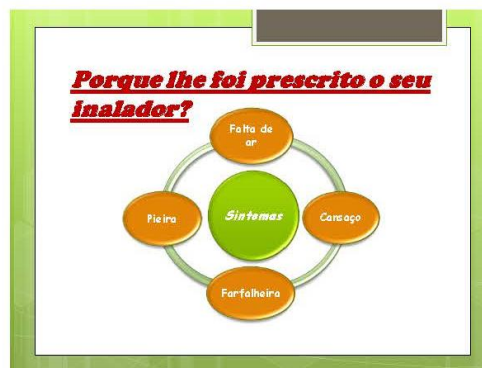 Porque lhe foi prescrito o seu
inalador?
Falta de
ar
Pieira
Sintomas
Cansaço
Farfalheira